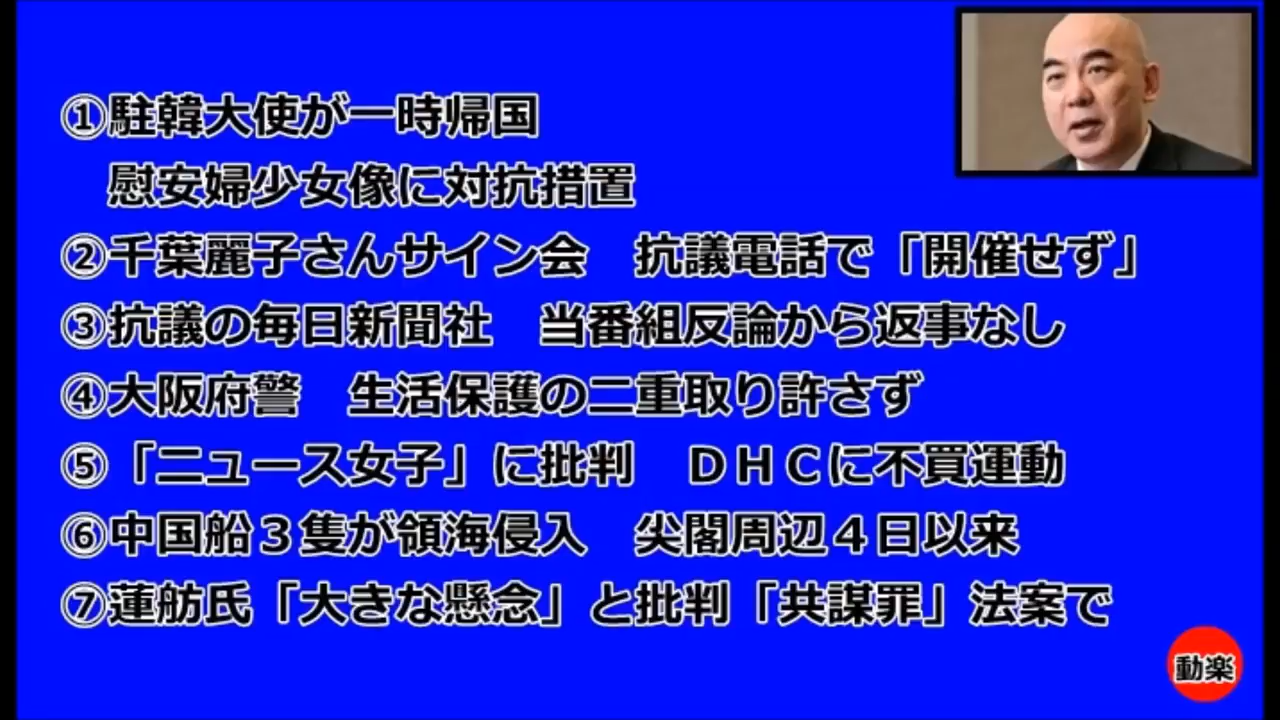 ①駐韓大使が一時帰国
慰安婦少女像に対抗措置
②千葉麗子さんサイン会　抗議電話で「開催せず」
③抗議の毎日新聞社　当番組反論から返事なし
④大阪府警　生活保護の二重取り許さず
⑤「ニュース女子」に批判　ＤＨＣに不買運動
⑥中国船３隻が領海侵入　尖閣周辺４日以来
⑦蓮舫氏「大きな懸念」と批判「共謀罪」法案で
動楽